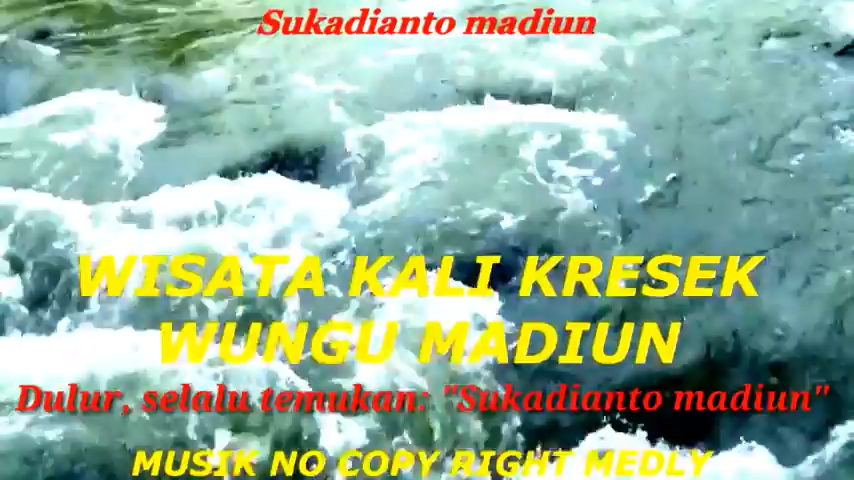 Sukadianto madiun
WISATA KALI KRESEK
WUNGU MADIUN
Dulur, selalu temukan: "Sukadianto madiun"
MUSIK NO COPY RIGHT MEDLY